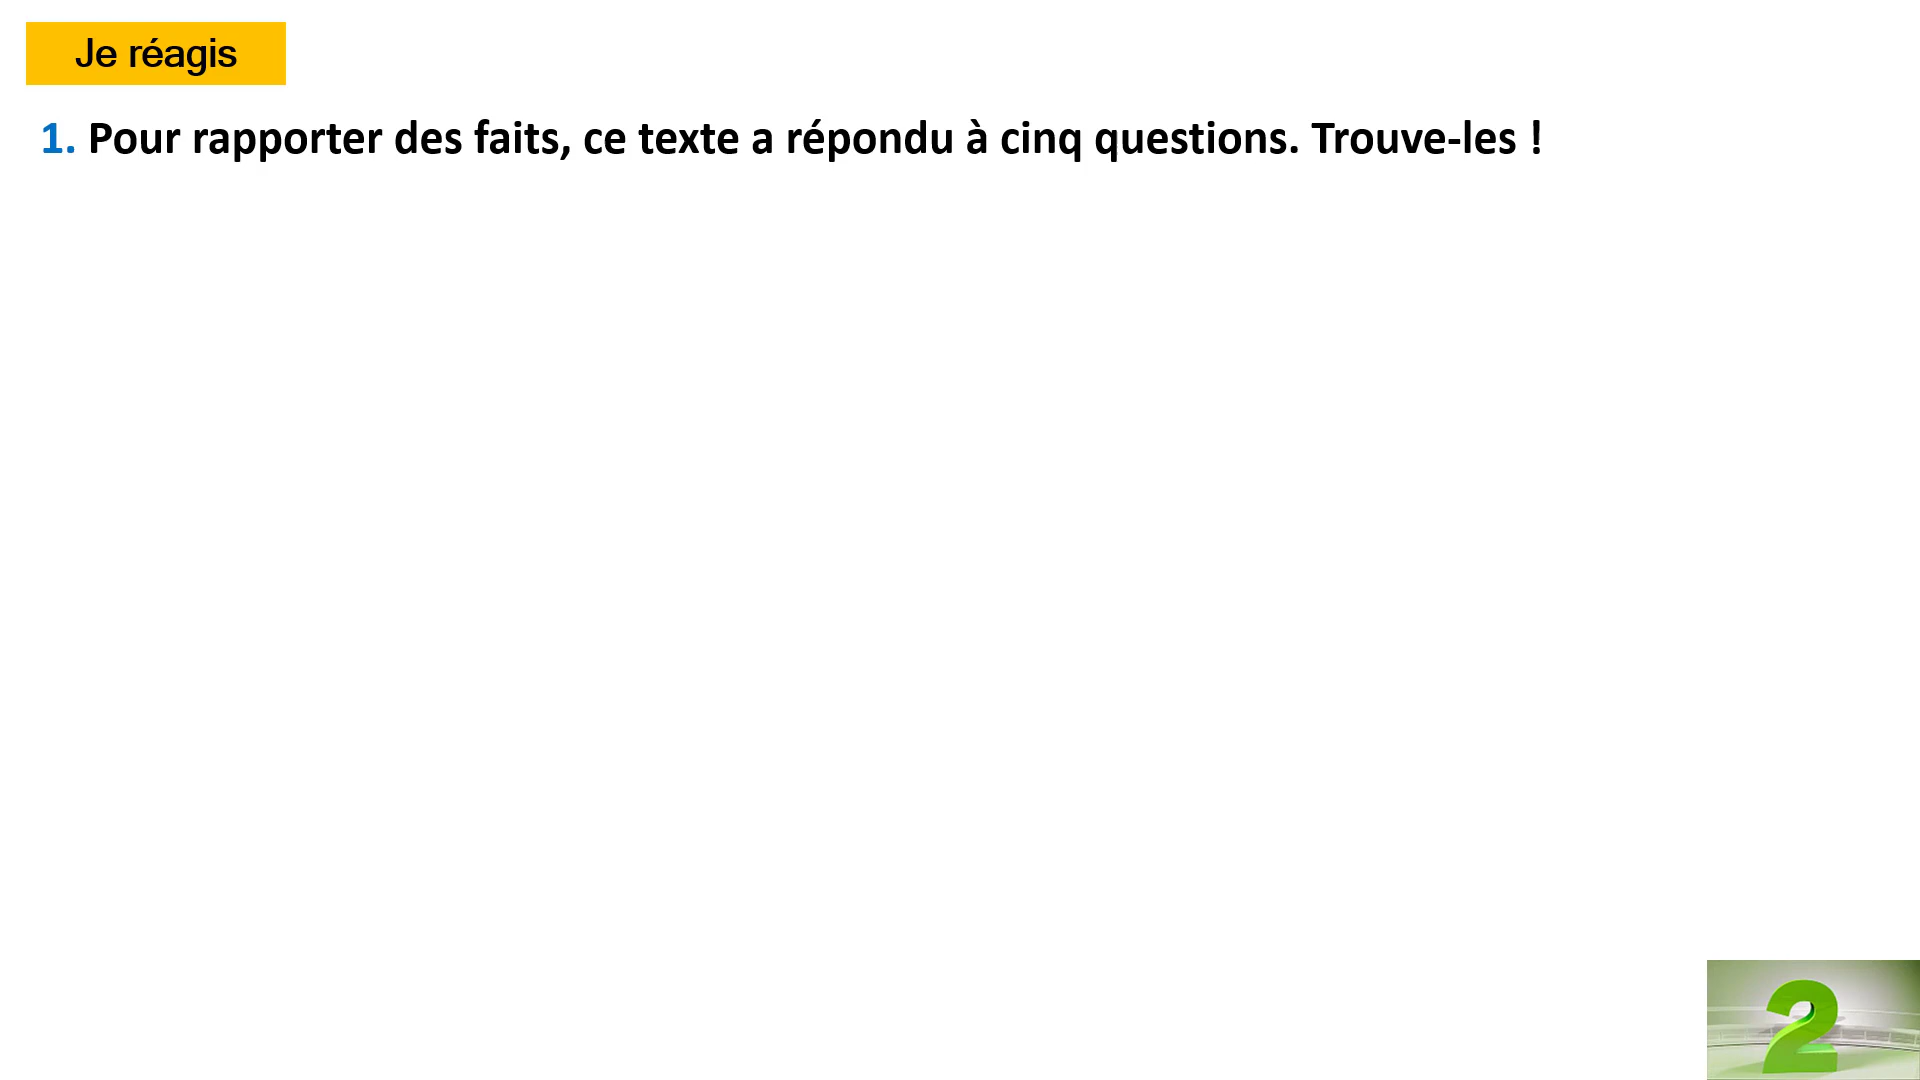 Je réagis
1. Pour rapporter des faits, ce texte a répondu à cinq questions. Trouve-les !
2